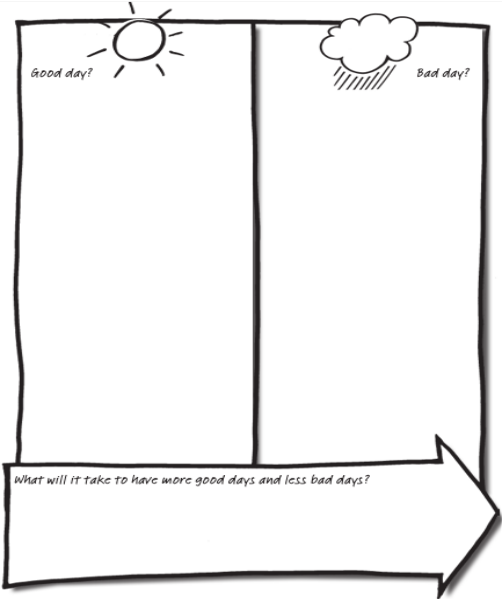 Good day?
Bad day?
What will it take to have more good days and less bad days?